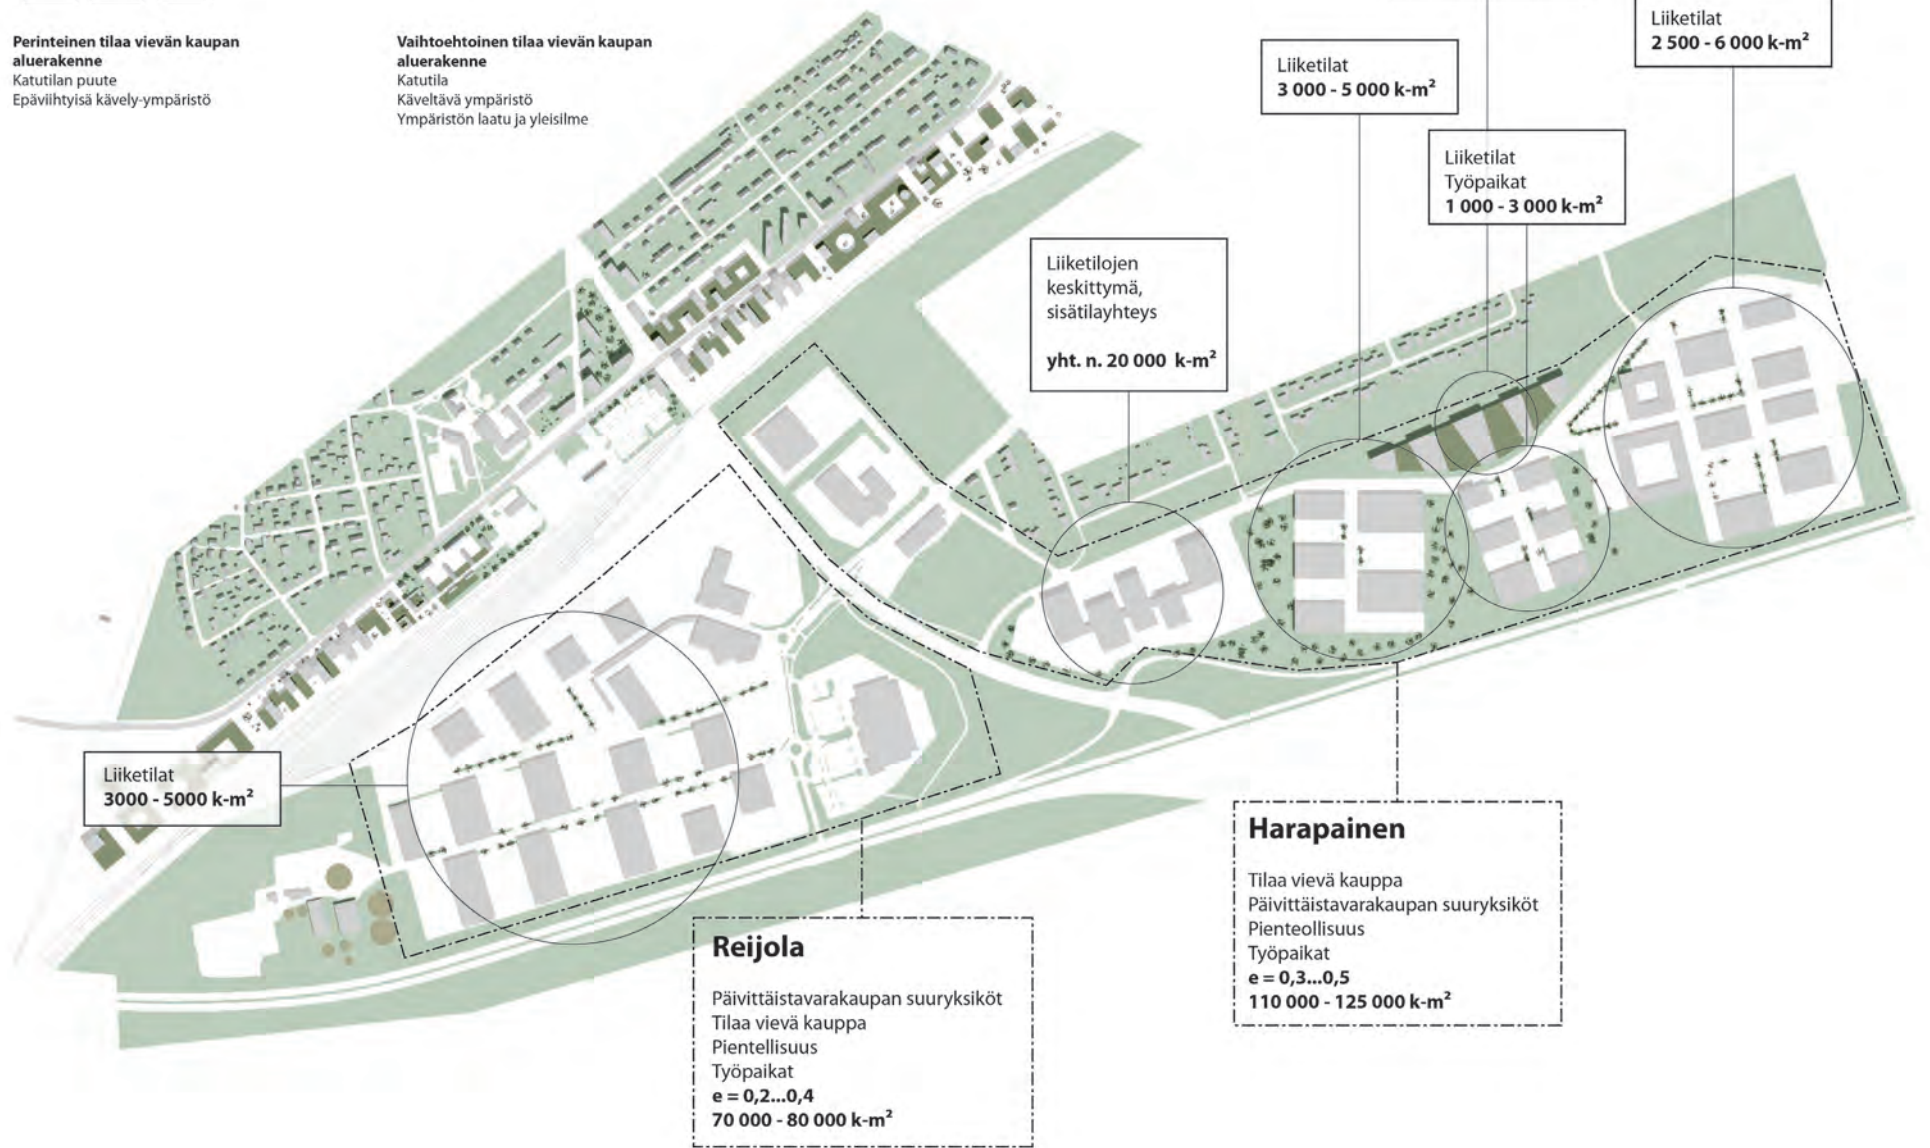 Perinteinen tilaa vievän kaupan
aluerakenne
Katutilan puute
Epäviihtyisä kävely-ympäristö
Vaihtoehtoinen tilaa vievän kaupan
aluerakenne
Katutila
Käveltävä ympäristö
Ympäristön laatu ja yleisilme
Liiketilat
2 500 - 6 000 k-m²
Liiketilat
3 000 - 5 000 k-m²
Liiketilat
Työpaikat
1 000 - 3 000 k-m²
Liiketilojen
keskittymä,
sisätilayhteys
yht. n. 20 000 k-m²
Liiketilat
3000 - 5000 k-m²
Harapainen
Tilaa vievä kauppa
Päivittäistavarakaupan suuryksiköt
Pienteollisuus
Työpaikat
e = 0,3...0,5
110 000 - 125 000 k-m²
Reijola
Päivittäistavarakaupan suuryksiköt
Tilaa vievä kauppa
Pientellisuus
Työpaikat
e = 0,2...0,4
70 000 - 80 000 k-m²